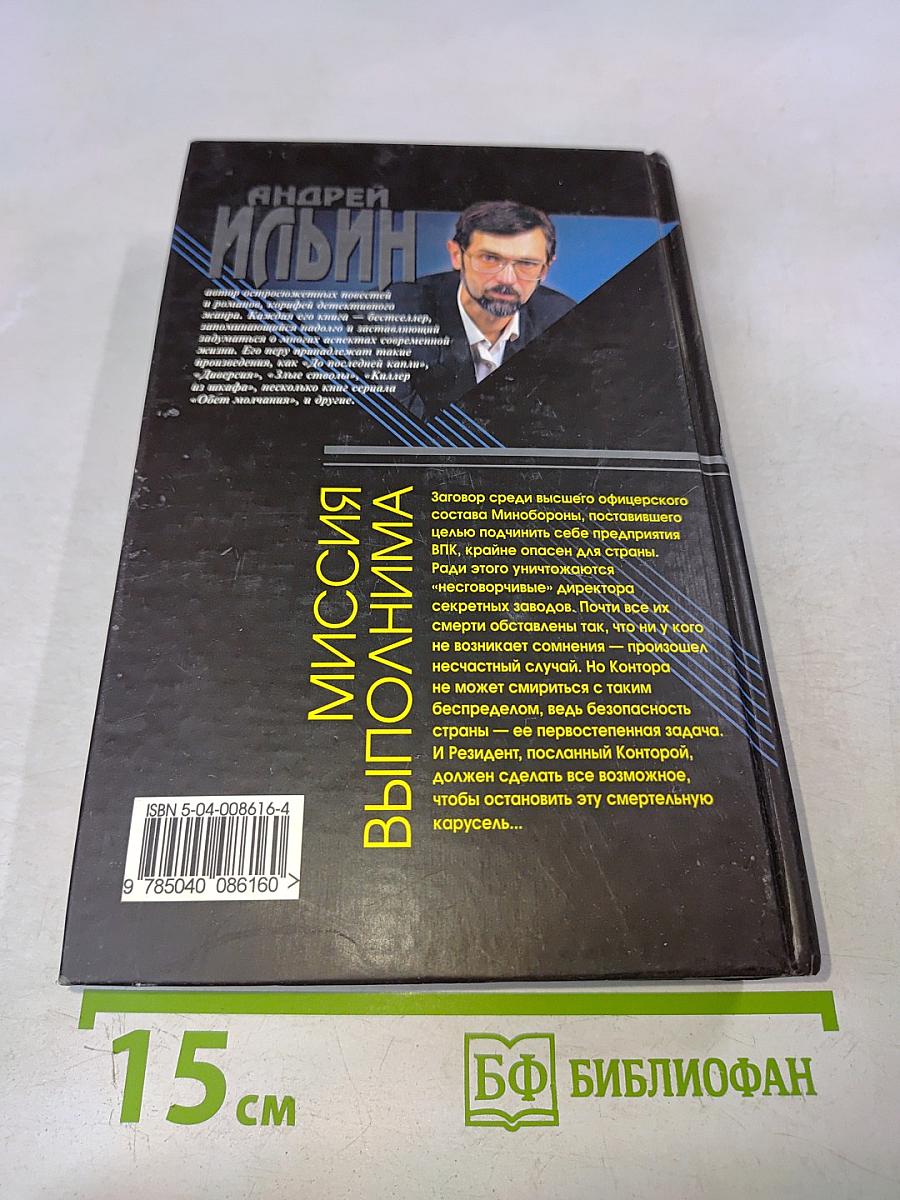 АНДРЕЙ
ИЛЬИН
автор остросюжетных повестей
и романов, корифей детективного
жанра. Каждая его книга — бестселлер,
запоминающийся надолго и заставляющий
задуматься о многих аспектах современной
жизни. Его перу принадлежат такие
произведения, как «До последней капли»,
«Диверсия», «Злые стволы», «Киллер
из шкафа», несколько книг сериала
«Обет молчания», и другие.
МИССИЯ
ВЫПОЛНИМА
Заговор среди высшего офицерского
состава Минобороны, поставившего
целью подчинить себе предприятия
ВПК, крайне опасен для страны.
Ради этого уничтожаются
«несговорчивые» директора
секретных заводов. Почти все их
смерти обставлены так, что ни у кого
не возникает сомнения — произошел
несчастный случай. Но Контора
не может смириться с таким
беспределом, ведь безопасность
страны — ее первостепенная задача.
И Резидент, посланный Конторой,
должен сделать все возможное,
чтобы остановить эту смертельную
карусель...
ISBN 5-04-008616-4
9 785040 086160 >
15 см
БФ БИБЛИОФАН